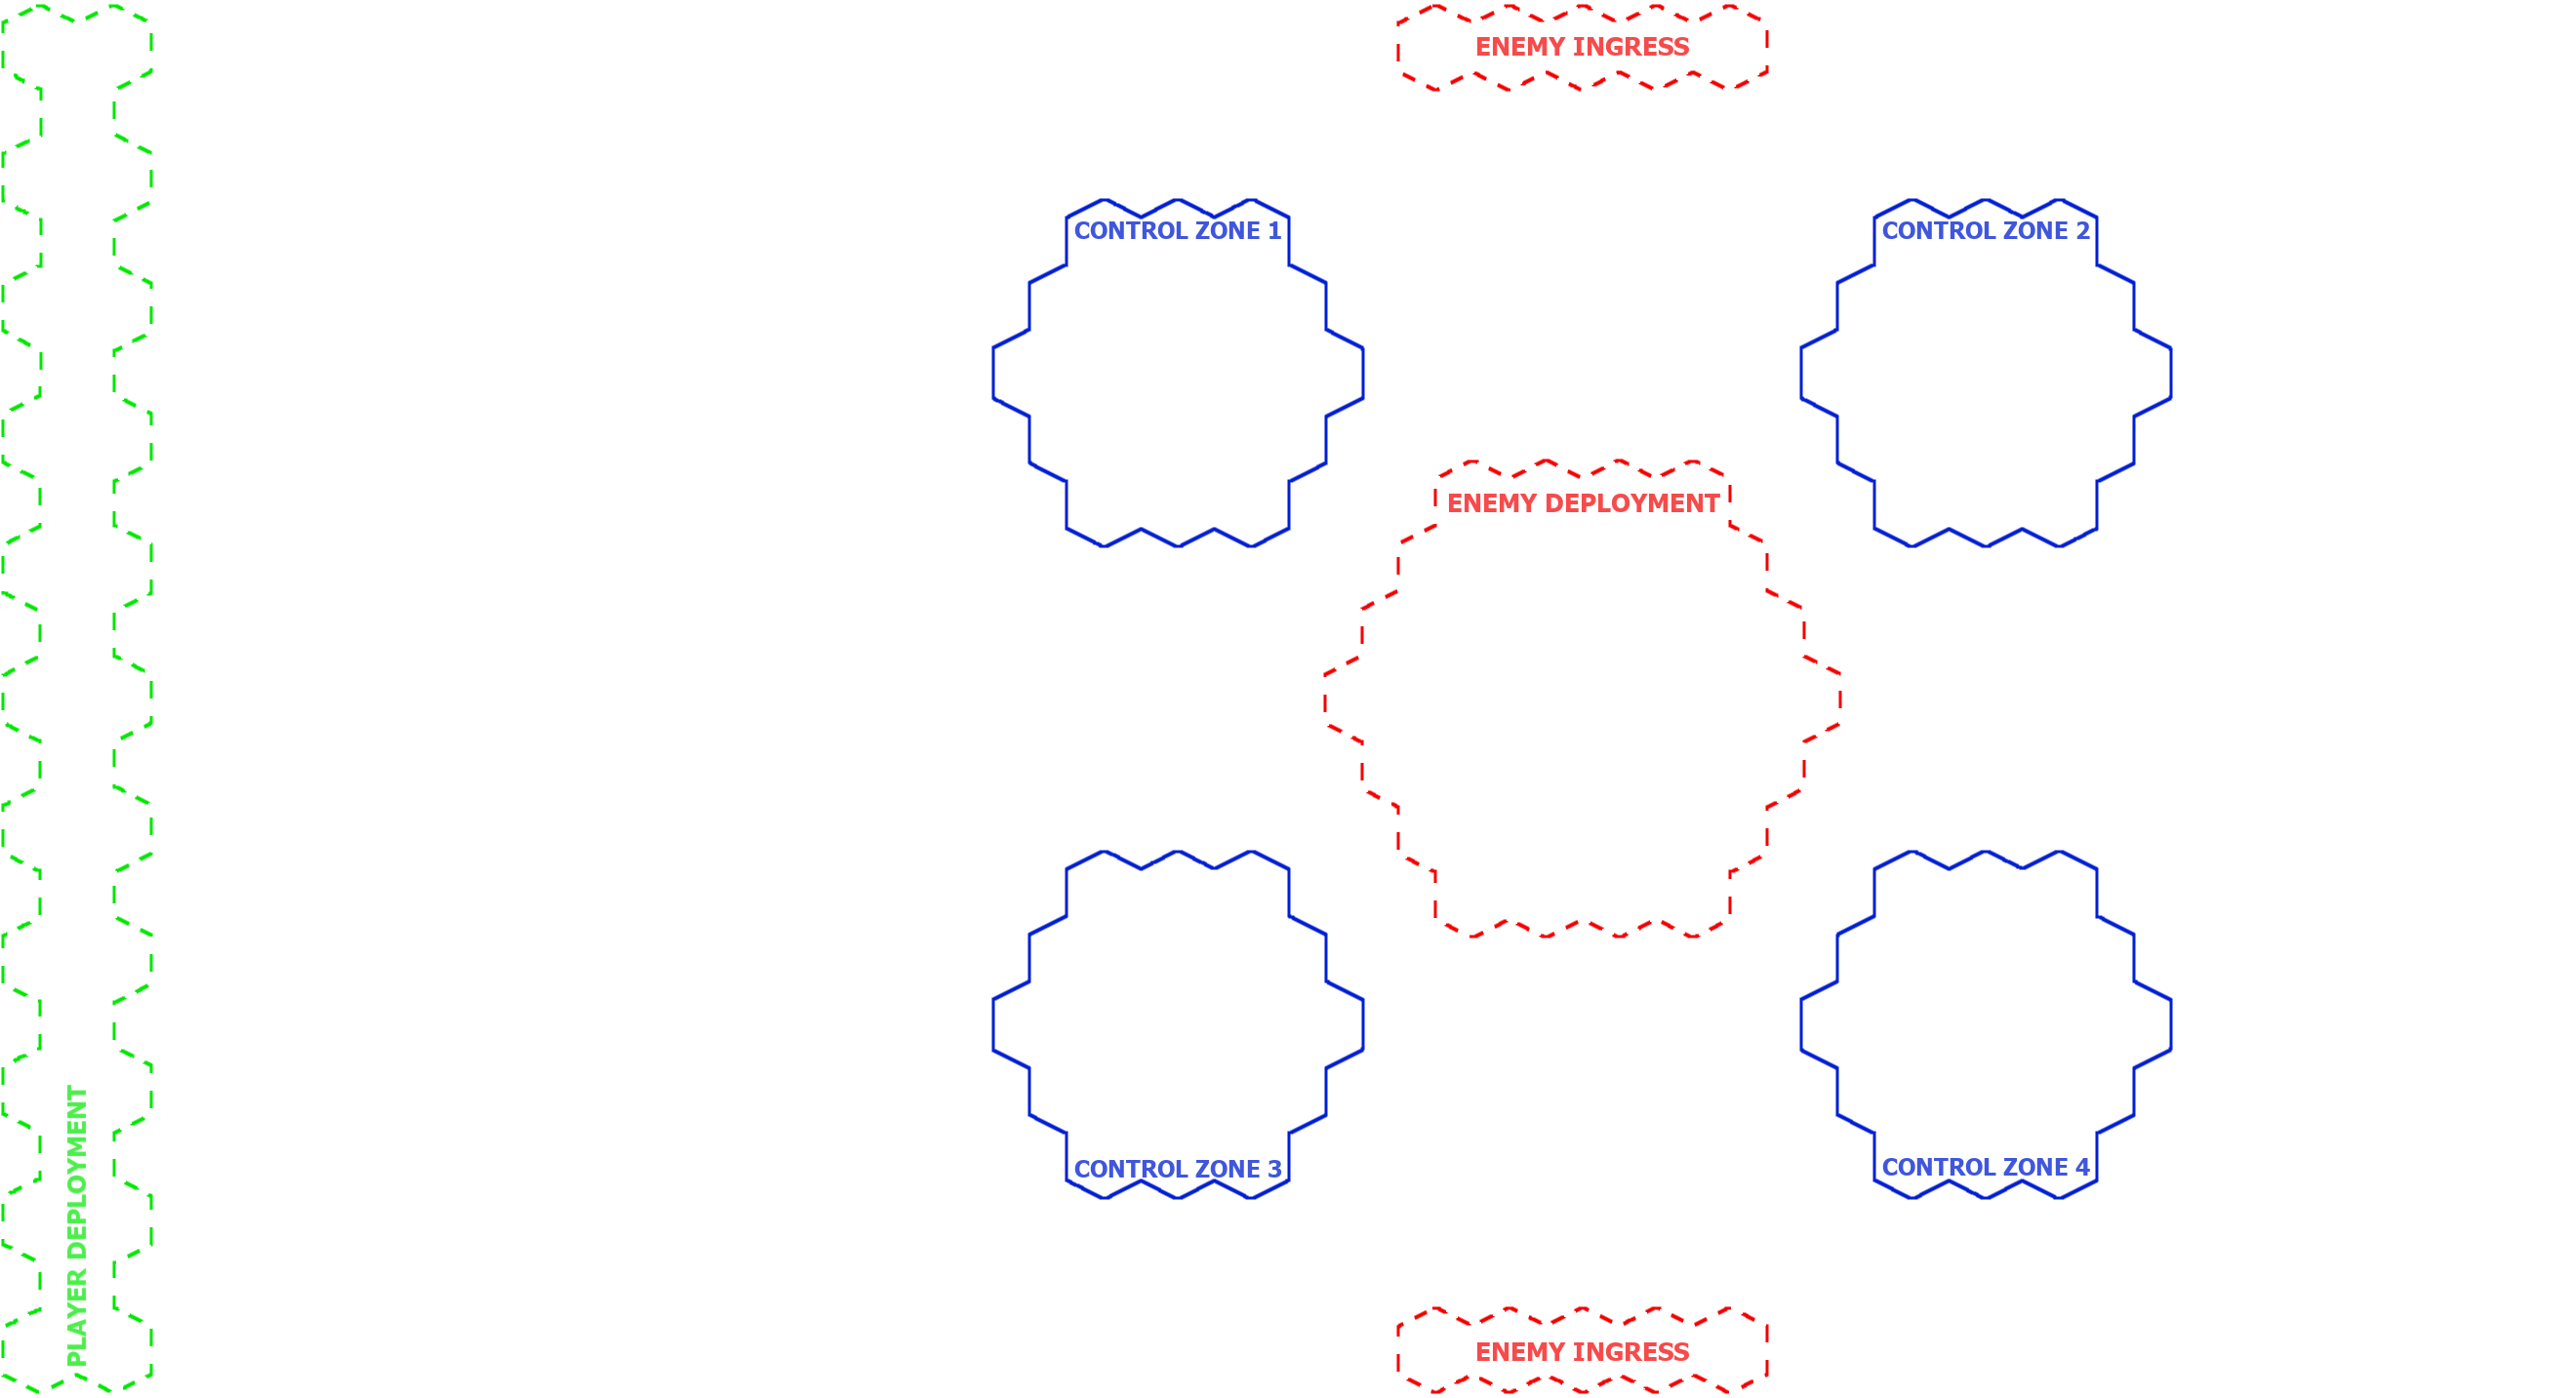 ENEMY INGRESS
CONTROL ZONE 1
CONTROL ZONE 2
ENEMY DEPLOYMENT
PLAYER DEPLOYMENT
CONTROL ZONE 3
CONTROL ZONE 4
ENEMY INGRESS